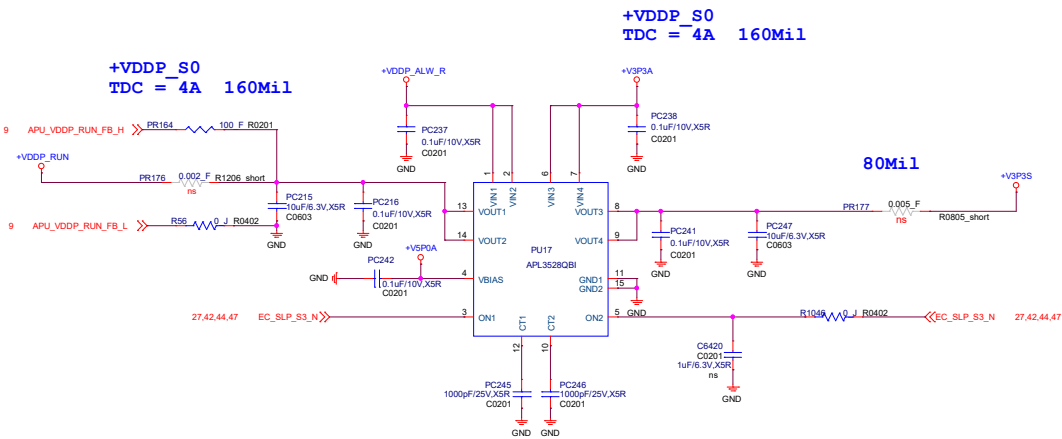 +VDDP_S0
TDC = 4A  160Mil
+VDDP_S0
TDC = 4A  160Mil
+VDDP_ALW_R
+V3P3A
9  APU_VDDP_RUN_FB_H
PR164  100_F  R0201
PC237
0.1uF/10V,X5R
C0201
GND
PC238
0.1uF/10V,X5R
C0201
GND
+VDDP_RUN
PR176  0.002_F  R1206_short
ns
80Mil
+V3P3S
PR177  0.005_F  R0805_short
ns
9  APU_VDDP_RUN_FB_L
R56  0_J  R0402
PC215
10uF/6.3V,X5R
C0603
GND
PC216
0.1uF/10V,X5R
C0201
GND
1  2  6  7
VIN1  VIN2  VIN3  VIN4
13  VOUT1
14  VOUT2
VOUT3  8
VOUT4  9
PU17
APL3528QBI
PC241
0.1uF/10V,X5R
C0201
GND
PC247
10uF/6.3V,X5R
C0603
GND
+V5P0A
GND
PC242
0.1uF/10V,X5R
C0201
4  VBIAS
GND1  11
GND2  15
GND
27,42,44,47  EC_SLP_S3_N
3  ON1
ON2  5
R1046  0_J  R0402
EC_SLP_S3_N  27,42,44,47
CT1  CT2
12  10
C6420
C0201
1uF/6.3V,X5R
ns
GND
PC245
1000pF/25V,X5R
C0201
GND
PC246
1000pF/25V,X5R
C0201
GND